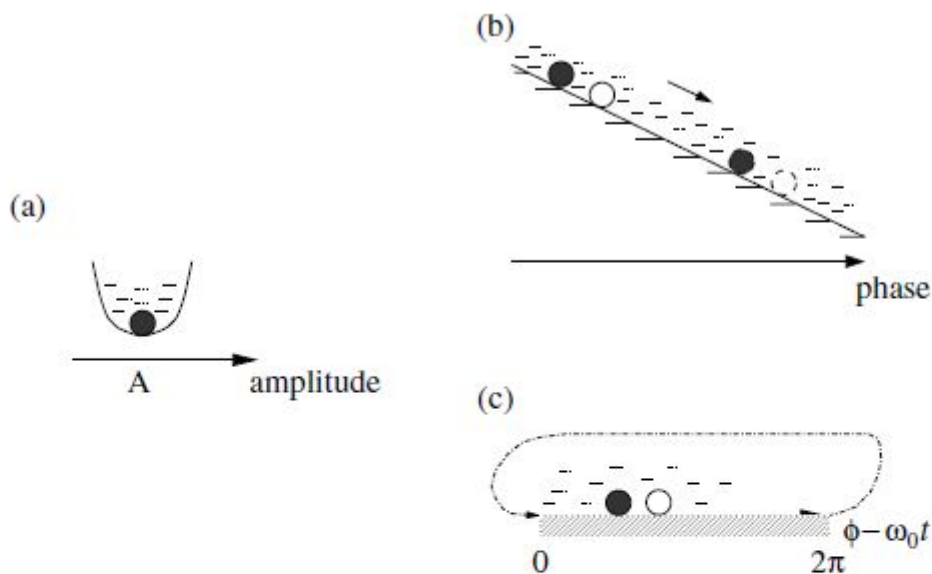 (b)
(a)
phase
A
amplitude
(c)
ϕ−ω₀t
0
2π